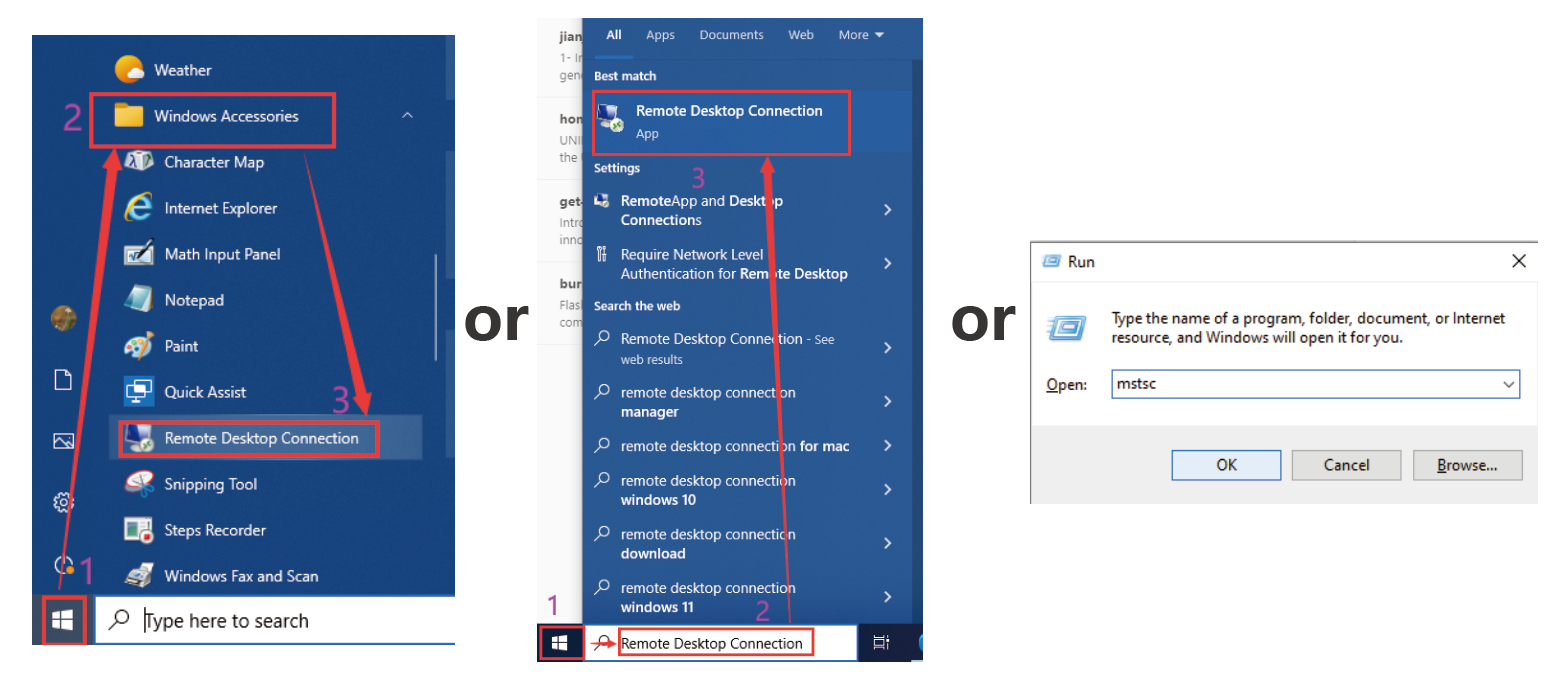 Weather
2
Windows Accessories
Character Map
Internet Explorer
Math Input Panel
Notepad
Paint
Quick Assist
3
Remote Desktop Connection
Snipping Tool
Steps Recorder
1
Windows Fax and Scan
Type here to search
or
All Apps Documents Web More
jian
1- Ir
gen
Best match
Remote Desktop Connection
App
hon
UNI
the
Settings
3
get-
Intro
inno
RemoteApp and Desktop
Connections
Require Network Level
Authentication for Remote Desktop
bur
Flas
com
Search the web
Remote Desktop Connection - See
web results
remote desktop connection
manager
remote desktop connection for mac
remote desktop connection
windows 10
remote desktop connection
download
remote desktop connection
windows 11
1
2
Remote Desktop Connection
or
Run
Type the name of a program, folder, document, or Internet
resource, and Windows will open it for you.
Open: mstsc
OK Cancel Browse...